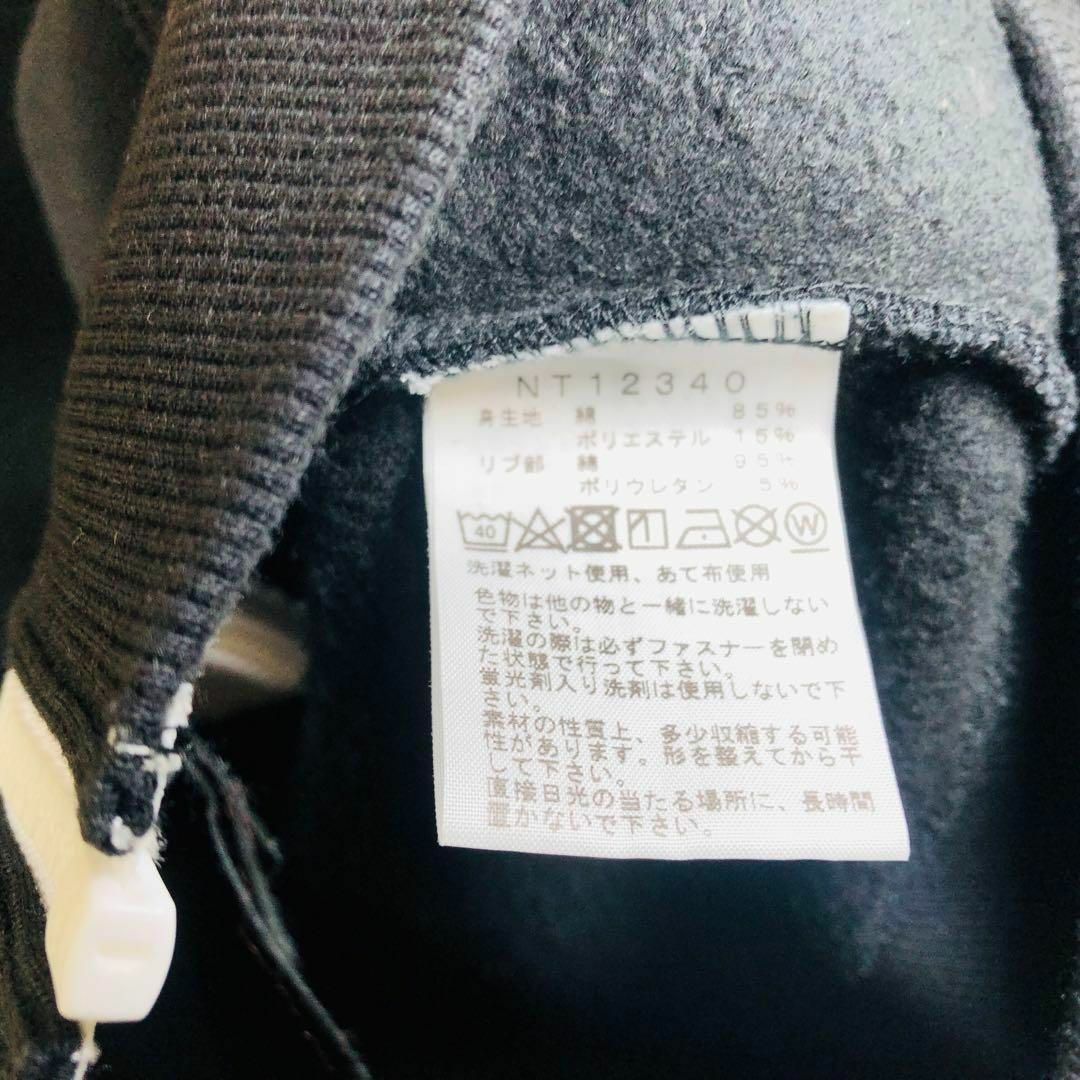 NT12340
身生地 綿 85%
ポリエステル 15%
リブ部 綿 95%
ポリウレタン 5%
40 W
洗濯ネット使用、あて布使用
色物は他の物と一緒に洗濯しない
で下さい。
洗濯の際は必ずファスナーを閉め
た状態で行って下さい。
蛍光剤入り洗剤は使用しないで下
さい。
素材の性質上、多少収縮する可能
性があります。形を整えてから干
して下さい。
直接日光の当たる場所に、長時間
置かないで下さい。